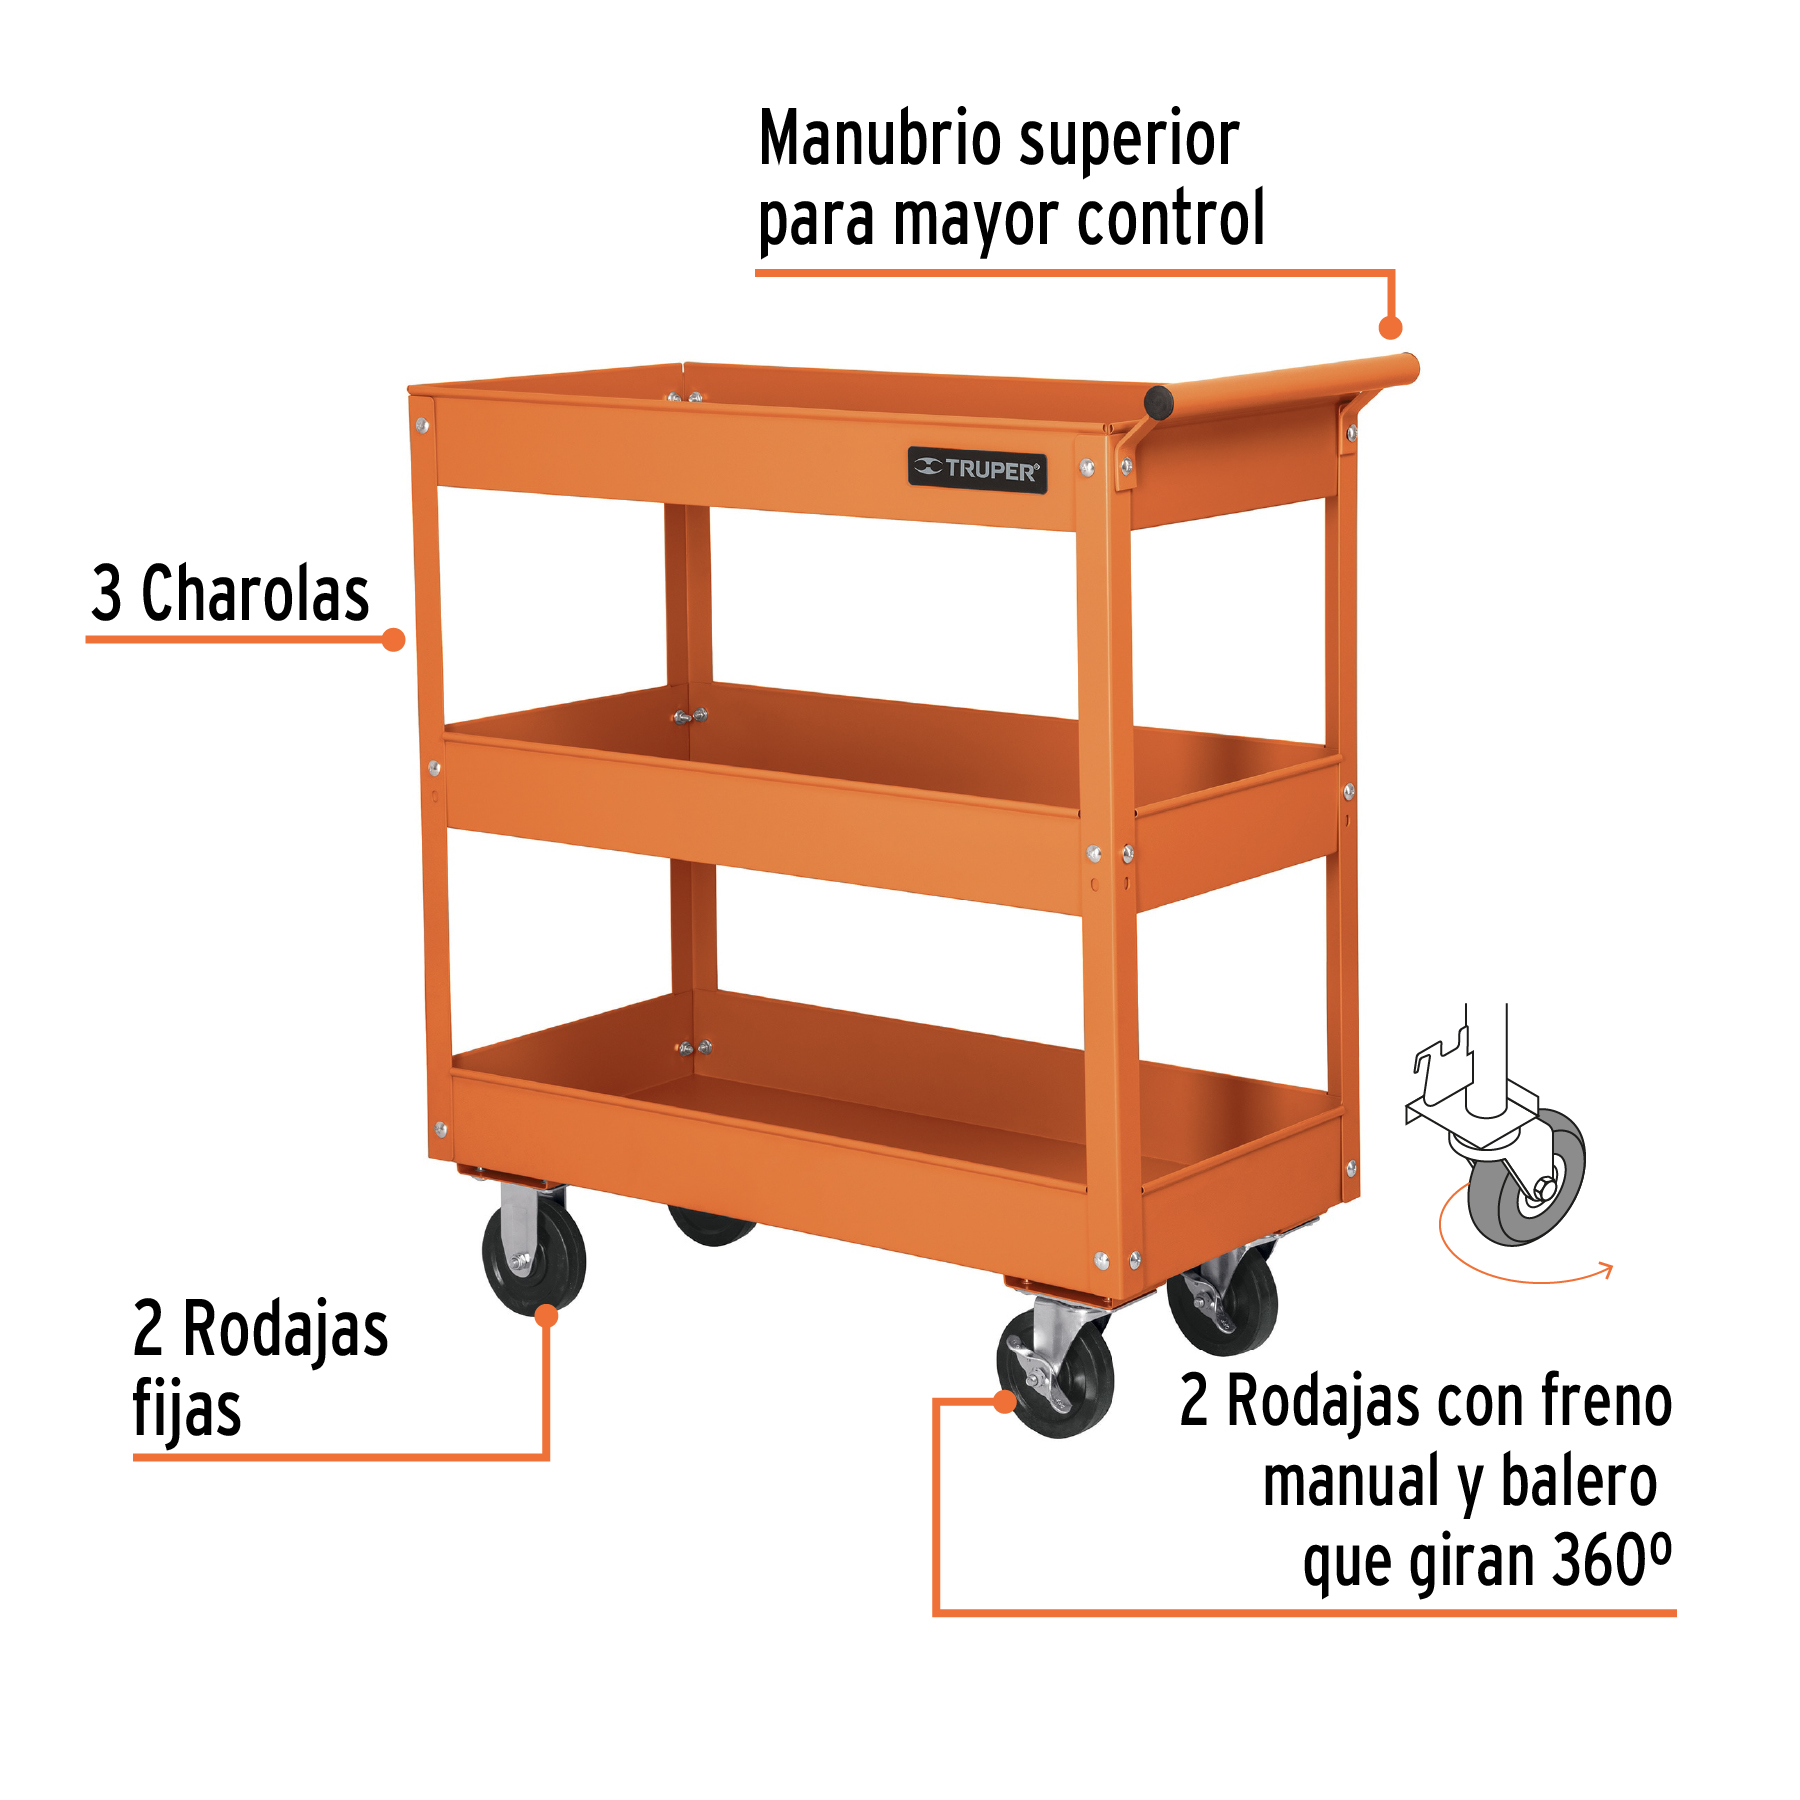 Manubrio superior
para mayor control
TRUPER®
3 Charolas
2 Rodajas
fijas
2 Rodajas con freno
manual y balero
que giran 360º